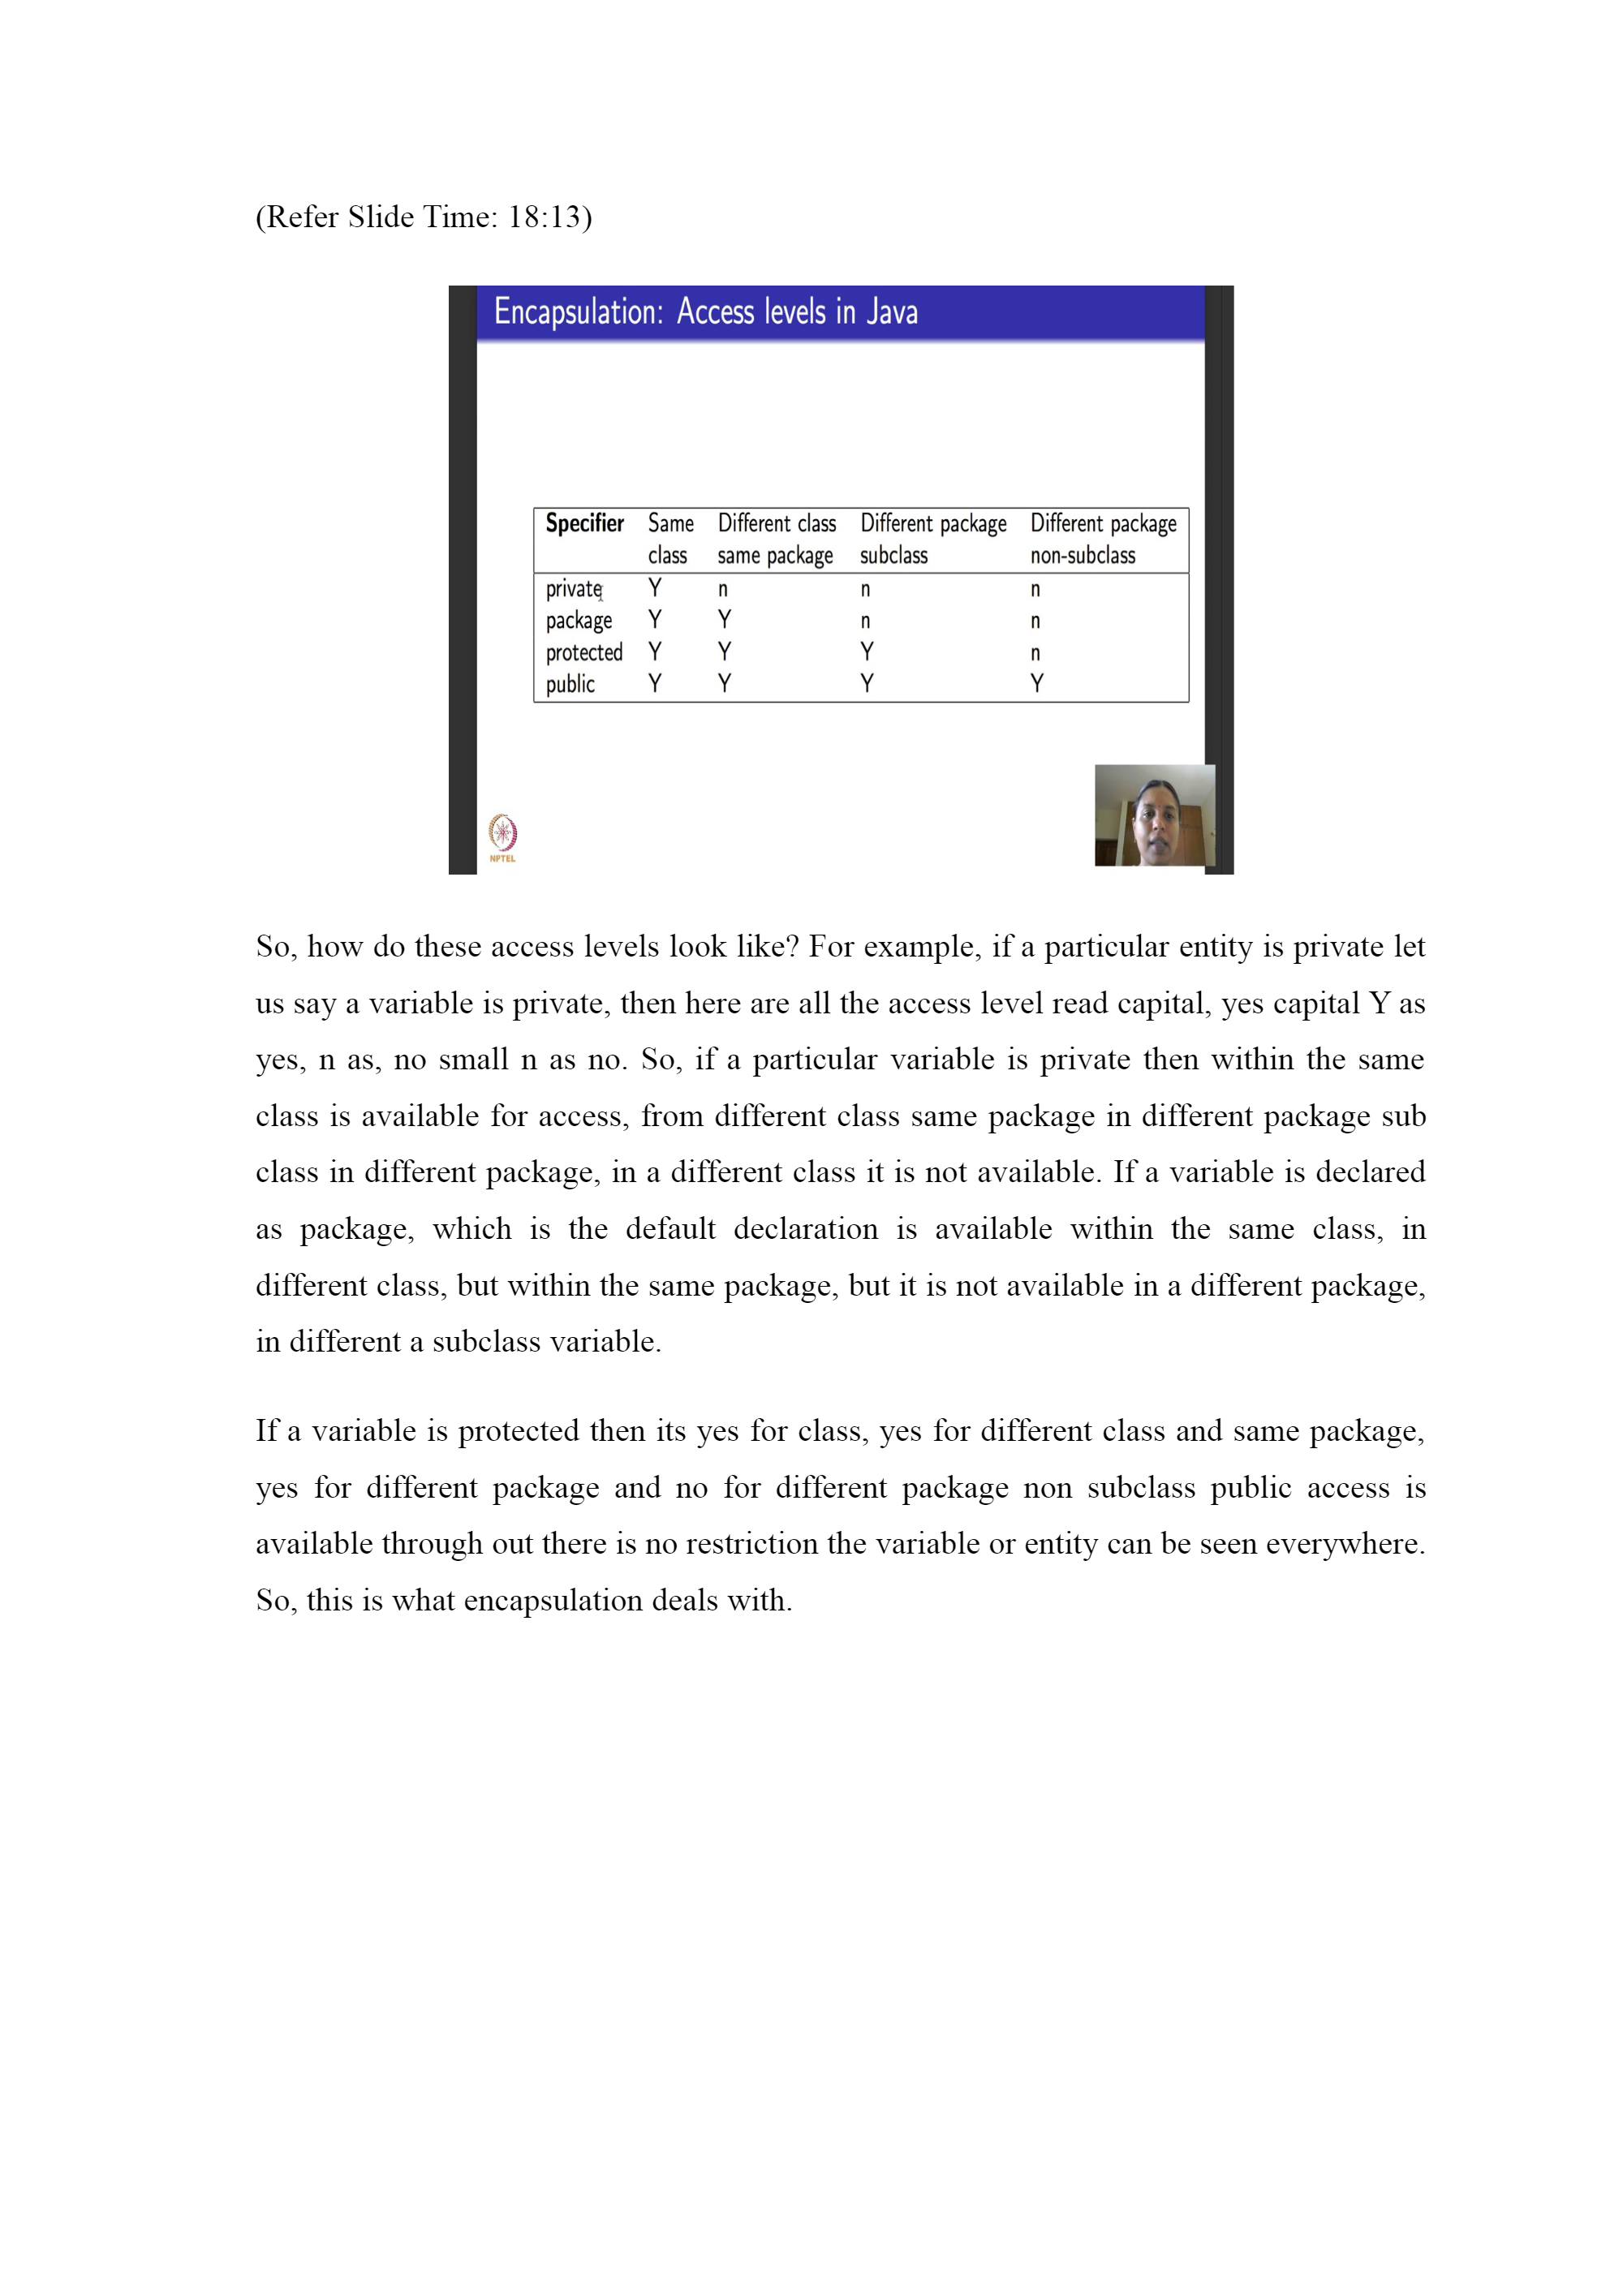 (Refer Slide Time: 18:13)
Encapsulation: Access levels in Java
Specifier Same Different class Different package Different package
class same package subclass non-subclass
private Y n n n
package Y Y n n
protected Y Y Y n
public Y Y Y Y
NPTEL
So, how do these access levels look like? For example, if a particular entity is private let
us say a variable is private, then here are all the access level read capital, yes capital Y as
yes, n as, no small n as no. So, if a particular variable is private then within the same
class is available for access, from different class same package in different package sub
class in different package, in a different class it is not available. If a variable is declared
as package, which is the default declaration is available within the same class, in
different class, but within the same package, but it is not available in a different package,
in different a subclass variable.
If a variable is protected then its yes for class, yes for different class and same package,
yes for different package and no for different package non subclass public access is
available through out there is no restriction the variable or entity can be seen everywhere.
So, this is what encapsulation deals with.